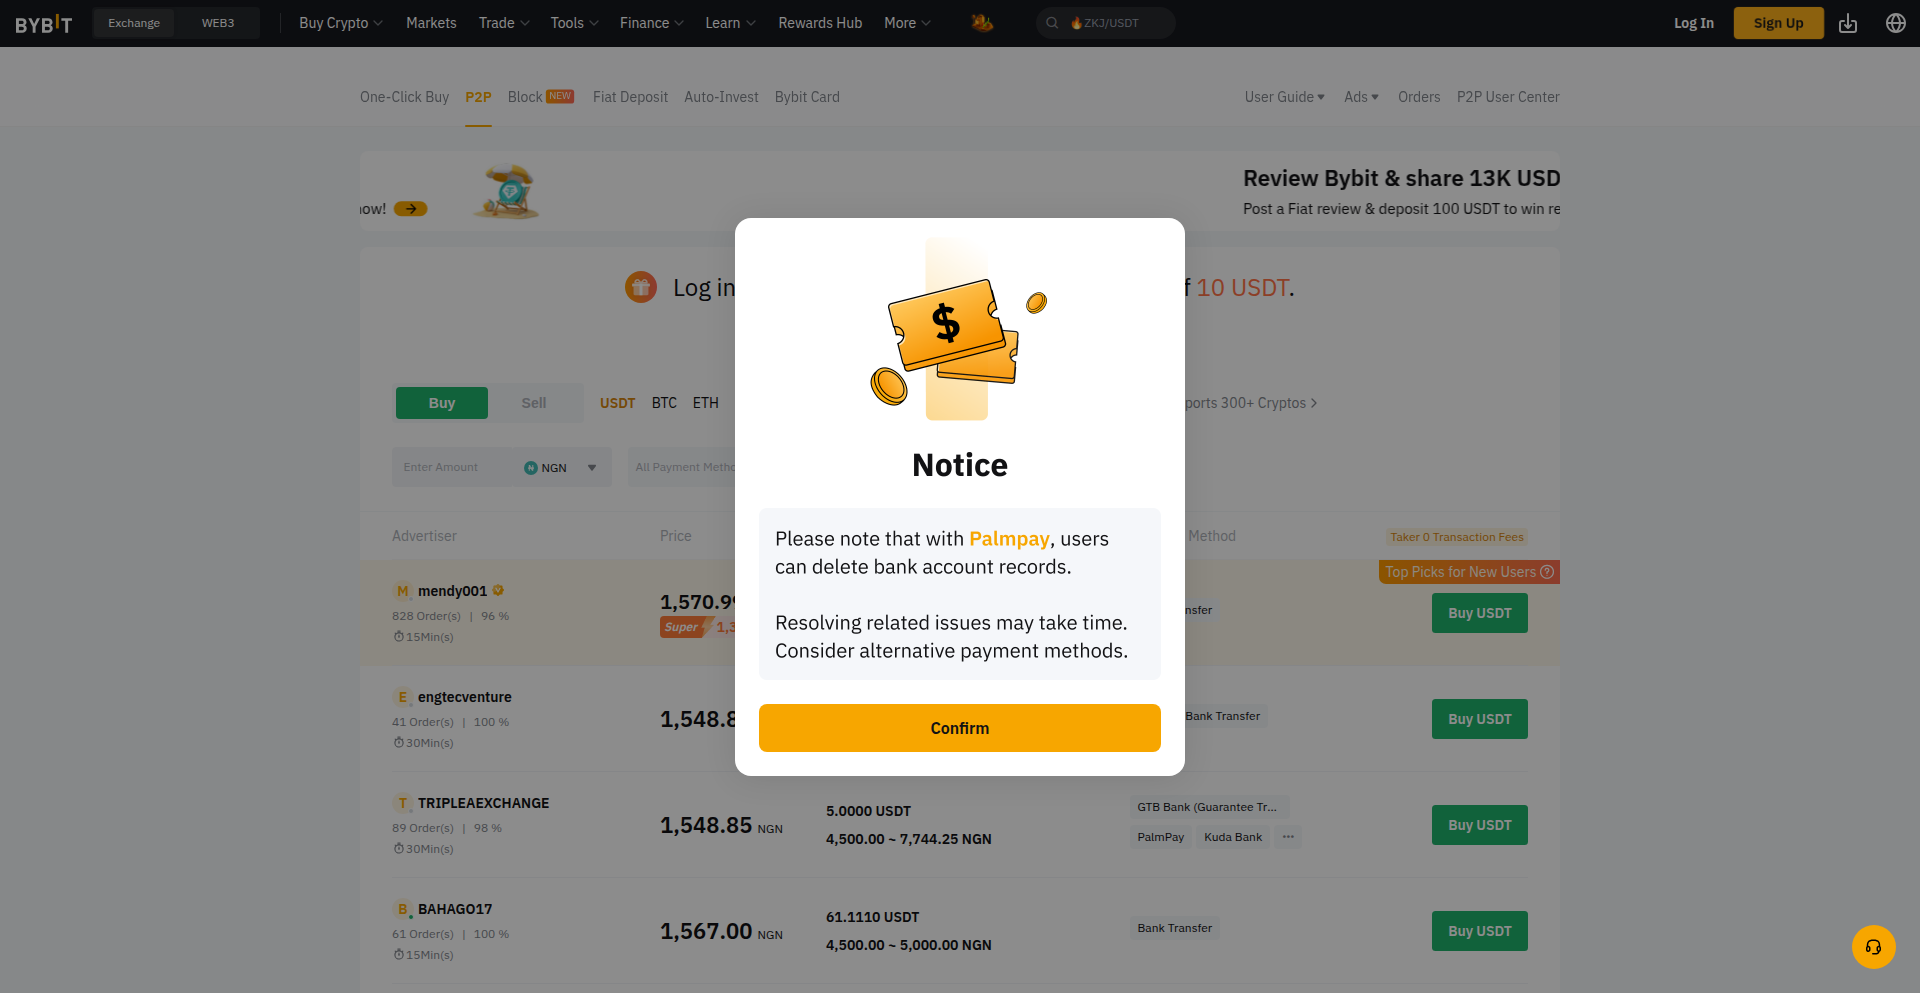 BYBIT
Exchange
WEB3
Buy Crypto
Markets
Trade
Tools
Finance
Learn
Rewards Hub
More
ZKJ/USDT
Log In
Sign Up
One-Click Buy
P2P
Block NEW
Fiat Deposit
Auto-Invest
Bybit Card
User Guide
Ads
Orders
P2P User Center
Review Bybit & share 13K USD
ow!
Post a Fiat review & deposit 100 USDT to win re
Log in
f 10 USDT.
$
Buy
Sell
USDT
BTC
ETH
ports 300+ Cryptos
Enter Amount
NGN
All Payment Metho
Notice
Please note that with Palmpay, users
can delete bank account records.
Resolving related issues may take time.
Consider alternative payment methods.
Confirm
Advertiser
Price
Method
Taker 0 Transaction Fees
Top Picks for New Users
M mendy001
828 Order(s) | 96 %
15Min(s)
1,570.9
Super 1,3
nsfer
Buy USDT
E engtecventure
41 Order(s) | 100 %
30Min(s)
1,548.8
Bank Transfer
Buy USDT
T TRIPLEAEXCHANGE
89 Order(s) | 98 %
30Min(s)
1,548.85 NGN
5.0000 USDT
4,500.00 ~ 7,744.25 NGN
GTB Bank (Guarantee Tr...
PalmPay
Kuda Bank
...
Buy USDT
B BAHAGO17
61 Order(s) | 100 %
15Min(s)
1,567.00 NGN
61.1110 USDT
4,500.00 ~ 5,000.00 NGN
Bank Transfer
Buy USDT